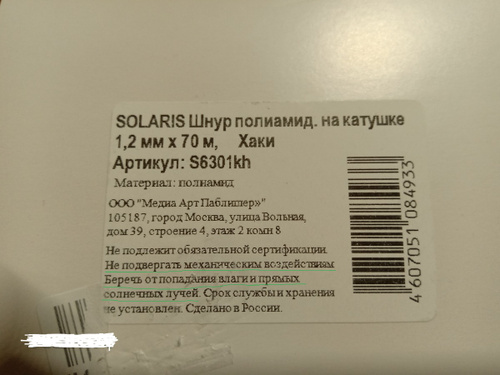 SOLARIS Шнур полиамид. на катушке
1,2 мм x 70 м, Хаки
Артикул: S6301kh
Материал: полиамид
ООО "Медиа Арт Паблишер»"
105187, город Москва, улица Вольная,
дом 39, строение 4, этаж 2 комн 8
Не подлежит обязательной сертификации.
Не подвергать механическим воздействиям
Беречь от попадания влаги и прямых
солнечных лучей. Срок службы и хранения
не установлен. Сделано в России.
4 607051 084933